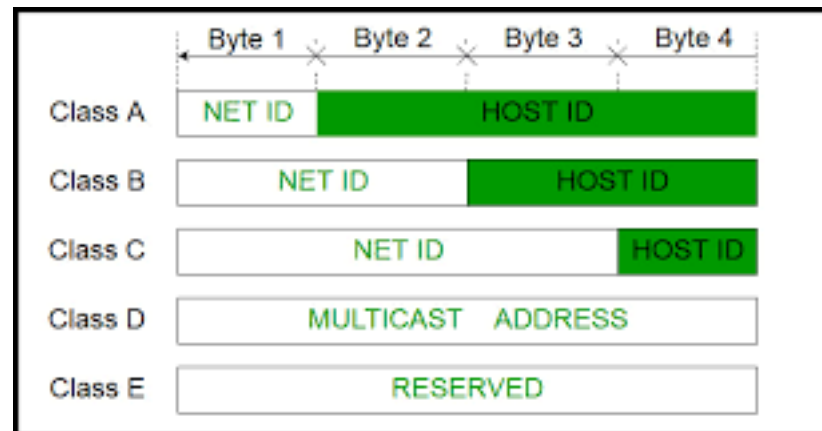 Byte 1 Byte 2 Byte 3 Byte 4
Class A NET ID HOST ID
Class B NET ID HOST ID
Class C NET ID HOST ID
Class D MULTICAST ADDRESS
Class E RESERVED